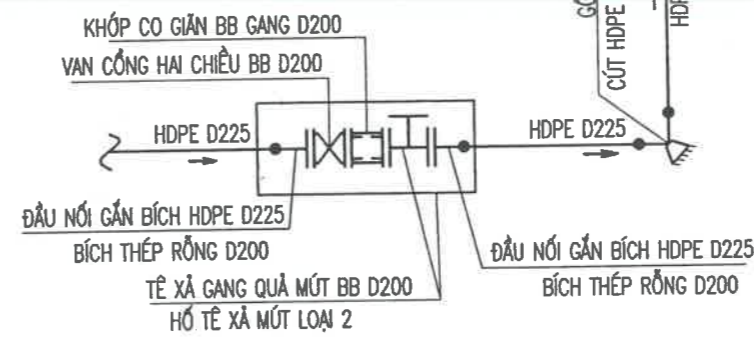 KHỚP CO GIÃN BB GANG D200
VAN CỔNG HAI CHIỀU BB D200
CÚT HDPE
HDPE D225
HDPE D225
ĐẦU NỐI GẮN BÍCH HDPE D225
BÍCH THÉP RỖNG D200
ĐẦU NỐI GẮN BÍCH HDPE D225
BÍCH THÉP RỖNG D200
TÊ XẢ GANG QUẢ MÚT BB D200
HỐ TÊ XẢ MÚT LOẠI 2